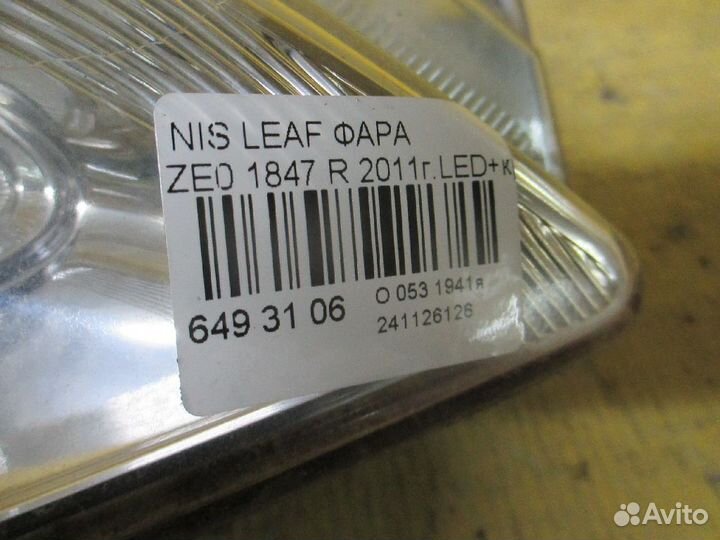 NIS LEAF ФАРА
ZE0 1847 R 2011г.LED+
649 31 06
O 053 1941я
241126126
Avito